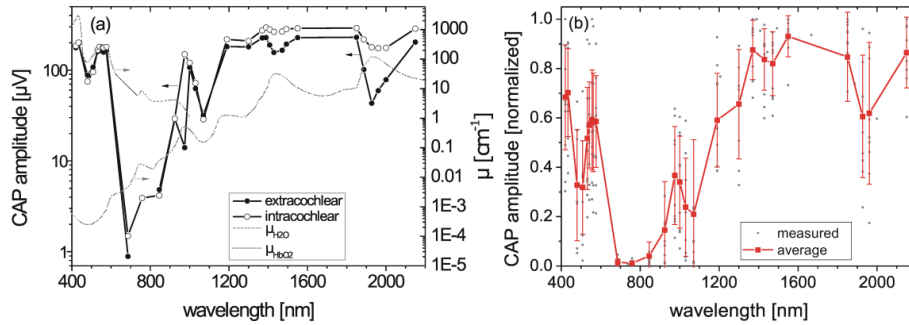 (a)
CAP amplitude [µV]
100
10
1
1000
100
10
1
0.1
0.01
1E-3
1E-4
1E-5
µ [cm⁻¹]
extracochlear
intracochlear
µH2O
µHbO2
400 800 1200 1600 2000
wavelength [nm]
(b)
CAP amplitude [normalized]
1.0
0.8
0.6
0.4
0.2
0.0
measured
average
400 800 1200 1600 2000
wavelength [nm]